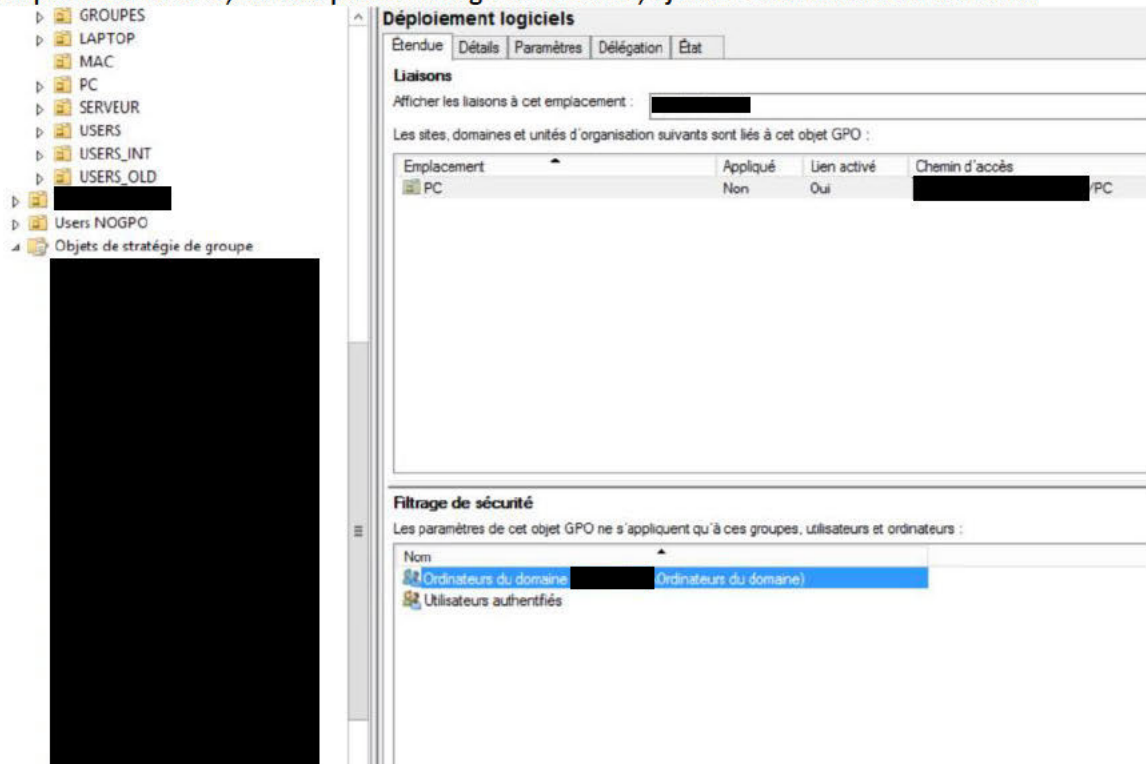 GROUPES
LAPTOP
MAC
PC
SERVEUR
USERS
USERS_INT
USERS_OLD
Users NOGPO
Objets de stratégie de groupe
Déploiement logiciels
Étendue Détails Paramètres Délégation État
Liaisons
Afficher les liaisons à cet emplacement :
Les sites, domaines et unités d'organisation suivants sont liés à cet objet GPO :
Emplacement Appliqué Lien activé Chemin d'accès
PC Non Oui /PC
Filtrage de sécurité
Les paramètres de cet objet GPO ne s'appliquent qu'à ces groupes, utilisateurs et ordinateurs :
Nom
Ordinateurs du domaine Ordinateurs du domaine)
Utilisateurs authentifiés